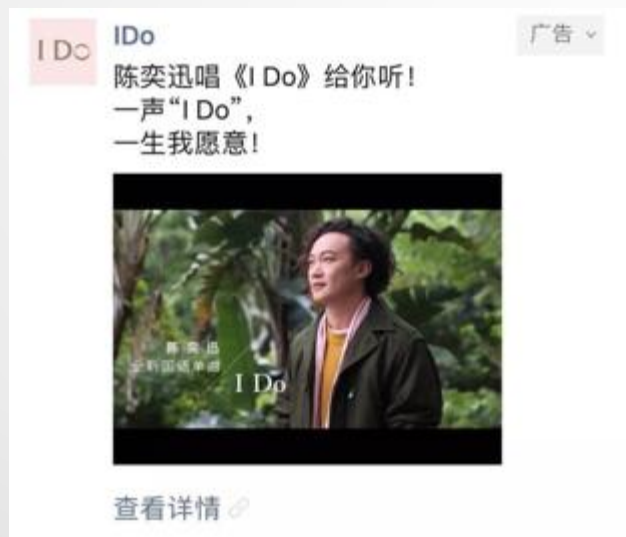 I DO
IDo
广告
陈奕迅唱《I Do》给你听！
一声“I Do”，
一生我愿意！
陈奕迅
全新国语单曲
I Do
查看详情